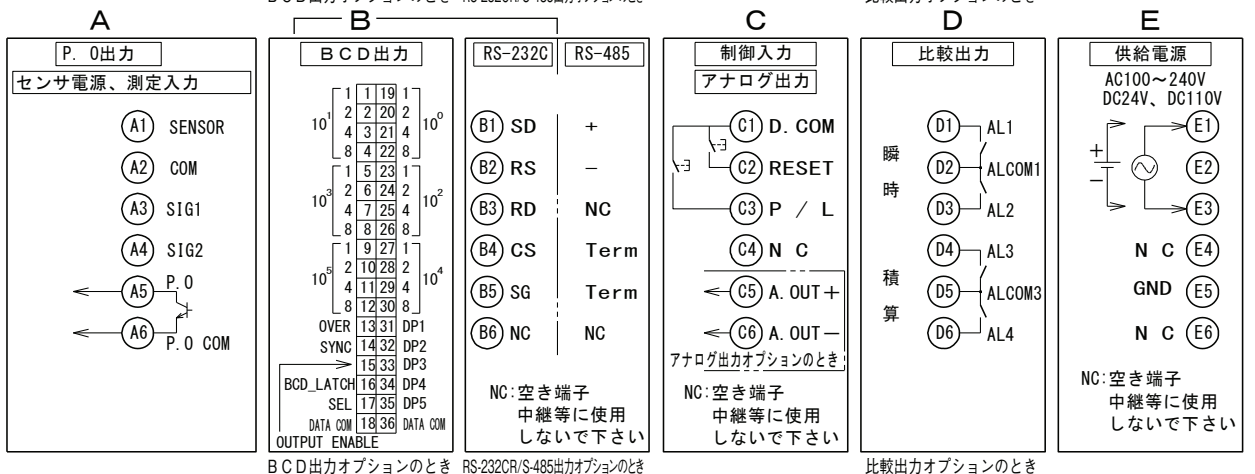 A
P. O出力
センサ電源、測定入力
A1 SENSOR
A2 COM
A3 SIG1
A4 SIG2
A5 P.O
A6 P.O COM
B
BCD出力
10¹ 1 1 19 1 10⁰
2 2 20 2
4 3 21 4
8 4 22 8
10³ 1 5 23 1 10²
2 6 24 2
4 7 25 4
8 8 26 8
10⁵ 1 9 27 1 10⁴
2 10 28 2
4 11 29 4
8 12 30 8
OVER 13 31 DP1
SYNC 14 32 DP2
15 33 DP3
BCD_LATCH 16 34 DP4
SEL 17 35 DP5
DATA COM 18 36 DATA COM
OUTPUT ENABLE
BCD出力オプションのとき
RS-232C RS-485
B1 SD +
B2 RS −
B3 RD NC
B4 CS Term
B5 SG Term
B6 NC NC
NC:空き端子
中継等に使用
しないで下さい
RS-232CR/S-485出力オプションのとき
C
制御入力
アナログ出力
C1 D. COM
C2 RESET
C3 P / L
C4 N C
C5 A. OUT+
C6 A. OUT−
アナログ出力オプションのとき
NC:空き端子
中継等に使用
しないで下さい
D
比較出力
瞬時
D1 AL1
D2 ALCOM1
D3 AL2
積算
D4 AL3
D5 ALCOM3
D6 AL4
比較出力オプションのとき
E
供給電源
AC100～240V
DC24V、DC110V
+ E1
E2
− E3
N C E4
GND E5
N C E6
NC:空き端子
中継等に使用
しないで下さい